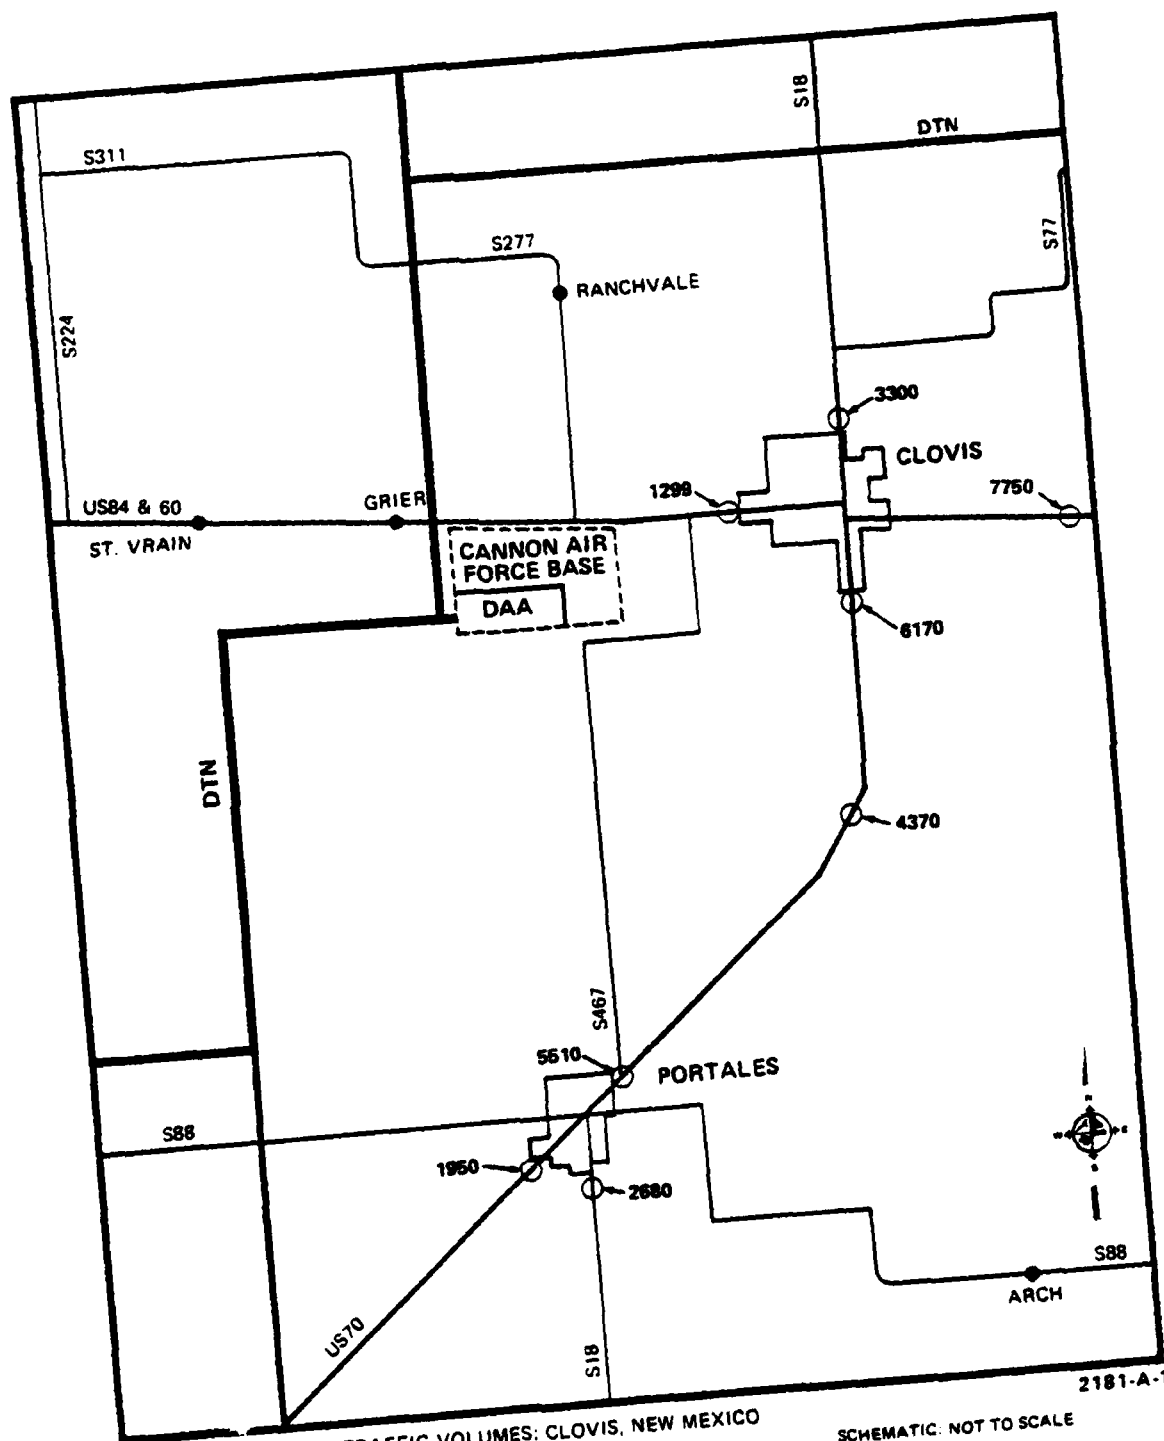 S18
DTN
S311
S277
S77
RANCHVALE
S224
3300
CLOVIS
1299
7750
US84 & 60
GRIER
ST. VRAIN
CANNON AIR
FORCE BASE
DAA
6170
DTN
4370
S467
5510
PORTALES
S88
1950
2680
S88
ARCH
US70
S18
2181-A-1
TRAFFIC VOLUMES: CLOVIS, NEW MEXICO
SCHEMATIC: NOT TO SCALE